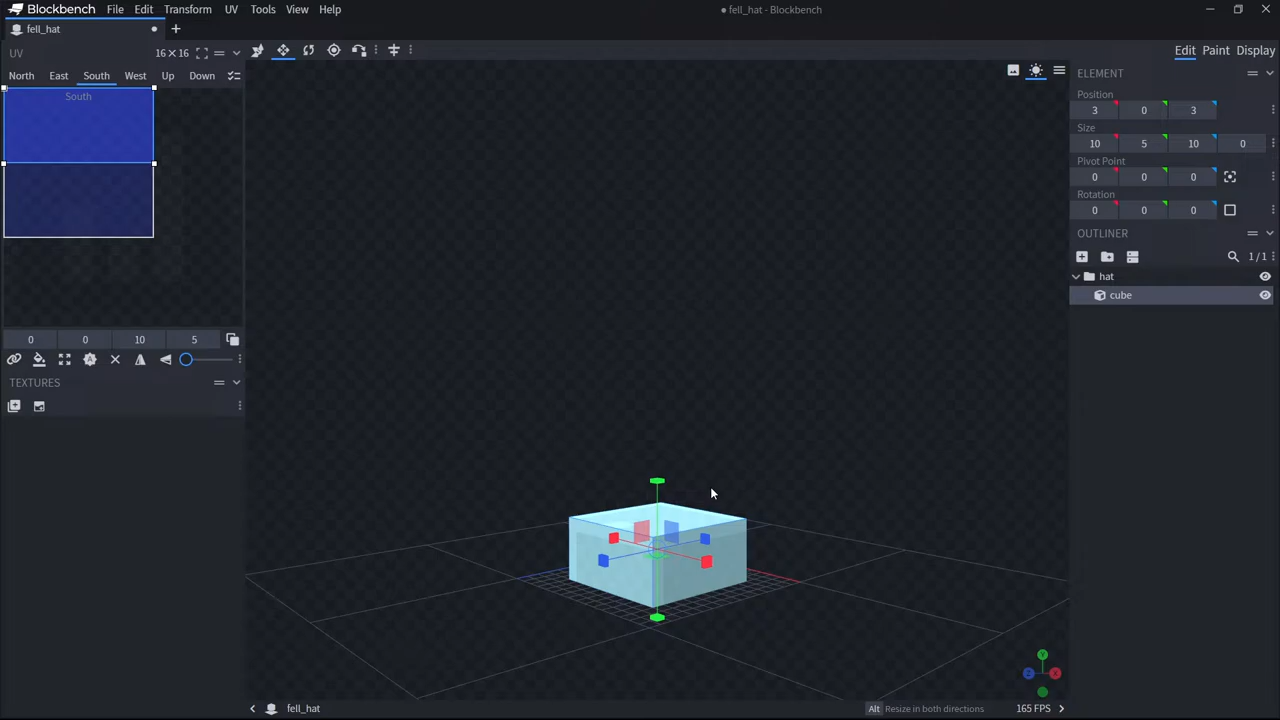 Blockbench File Edit Transform UV Tools View Help ● fell_hat - Blockbench
fell_hat
UV 16×16 Edit Paint Display
North East South West Up Down
ELEMENT
South
Position
3 0 3
Size
10 5 10 0
Pivot Point
0 0 0
Rotation
0 0 0
OUTLINER
1/1
hat
cube
0 0 10 5
TEXTURES
Z Y X
fell_hat Alt Resize in both directions 165 FPS